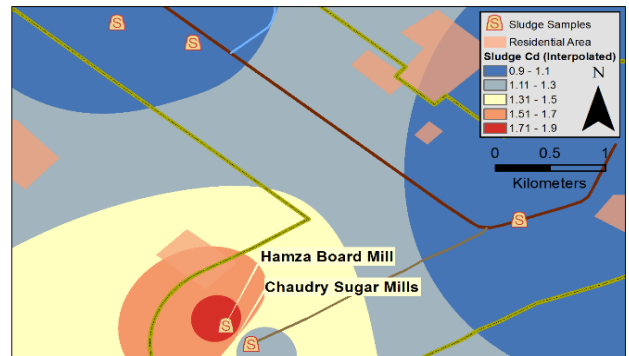 Sludge Samples
Residential Area
Sludge Cd (Interpolated)
0.9 - 1.1
N
1.11 - 1.3
1.31 - 1.5
1.51 - 1.7
1.71 - 1.9
0 0.5 1
Kilometers
S
S
S
S
Hamza Board Mill
Chaudry Sugar Mills
S
S